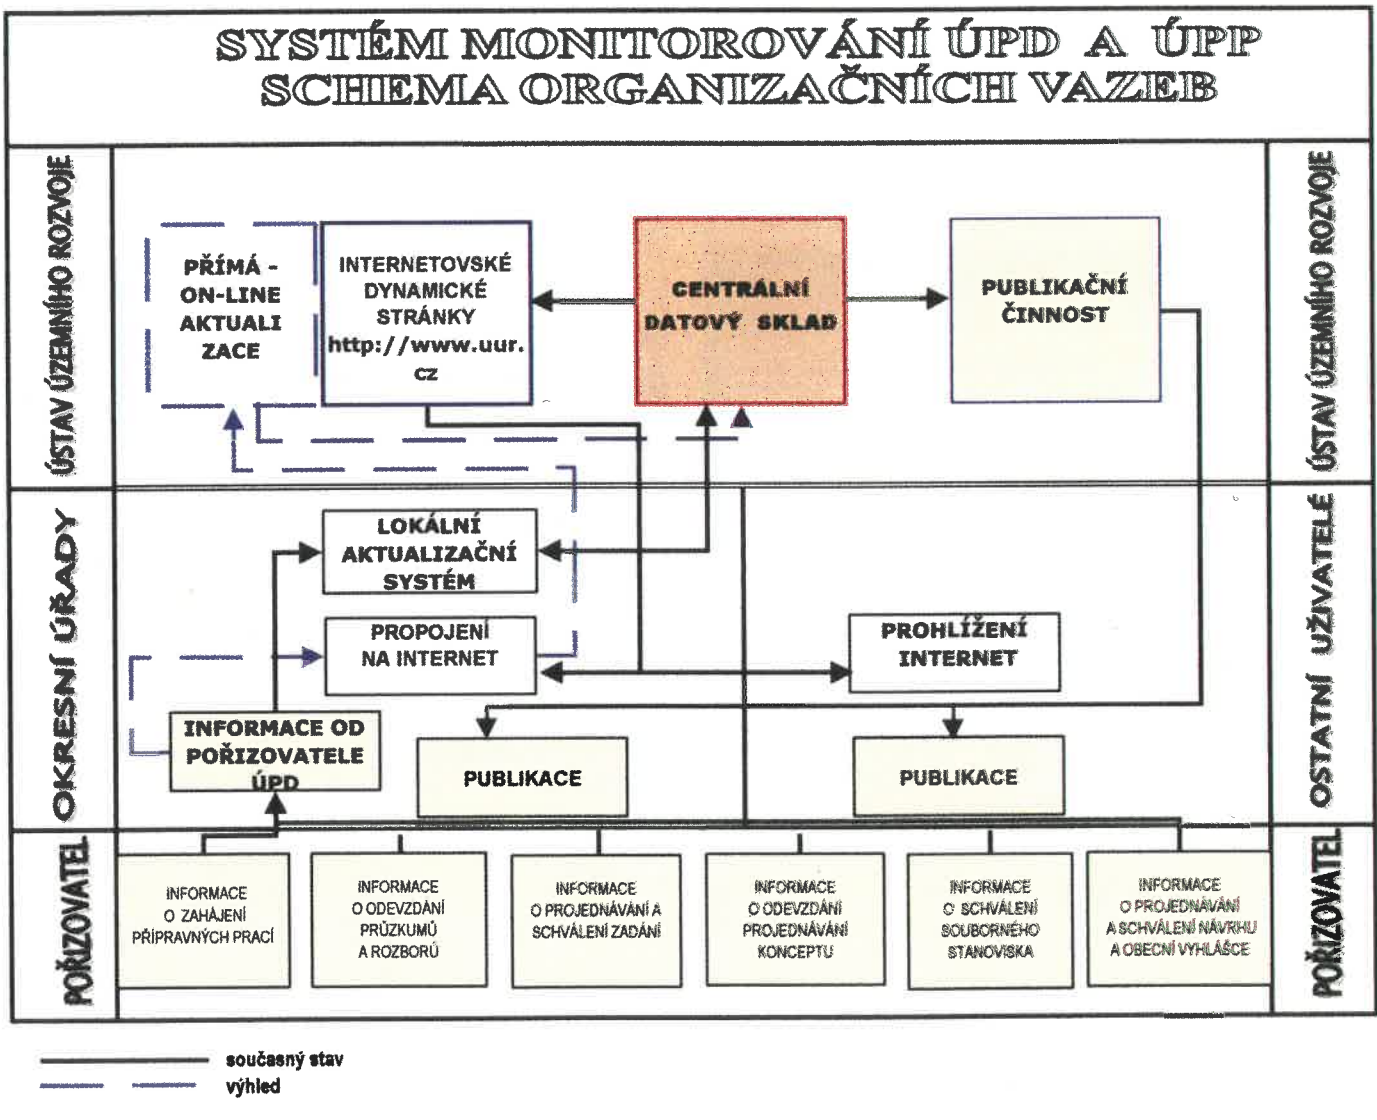 SYSTÉM MONITOROVÁNÍ ÚPD A ÚPP
SCHEMA ORGANIZAČNÍCH VAZEB
ÚSTAV ÚZEMNÍHO ROZVOJE
PŘÍMÁ -
ON-LINE
AKTUALI
ZACE
INTERNETOVSKÉ
DYNAMICKÉ
STRÁNKY
http://www.uur.
cz
CENTRÁLNÍ
DATOVÝ SKLAD
PUBLIKAČNÍ
ČINNOST
ÚSTAV ÚZEMNÍHO ROZVOJE
OKRESNÍ ÚŘADY
LOKÁLNÍ
AKTUALIZAČNÍ
SYSTÉM
PROPOJENÍ
NA INTERNET
PROHLÍŽENÍ
INTERNET
INFORMACE OD
POŘIZOVATELE
ÚPD
PUBLIKACE
PUBLIKACE
OSTATNÍ UŽIVATELÉ
POŘIZOVATEL
INFORMACE
O ZAHÁJENÍ
PŘÍPRAVNÝCH PRACÍ
INFORMACE
O ODEVZDÁNÍ
PRŮZKUMŮ
A ROZBORŮ
INFORMACE
O PROJEDNÁVÁNÍ A
SCHVÁLENÍ ZADÁNÍ
INFORMACE
O ODEVZDÁNÍ
PROJEDNÁVÁNÍ
KONCEPTU
INFORMACE
O SCHVÁLENÍ
SOUBORNÉHO
STANOVISKA
INFORMACE
O PROJEDNÁVÁNÍ
A SCHVÁLENÍ NÁVRHU
A OBECNÍ VYHLÁŠCE
POŘIZOVATEL
současný stav
výhled